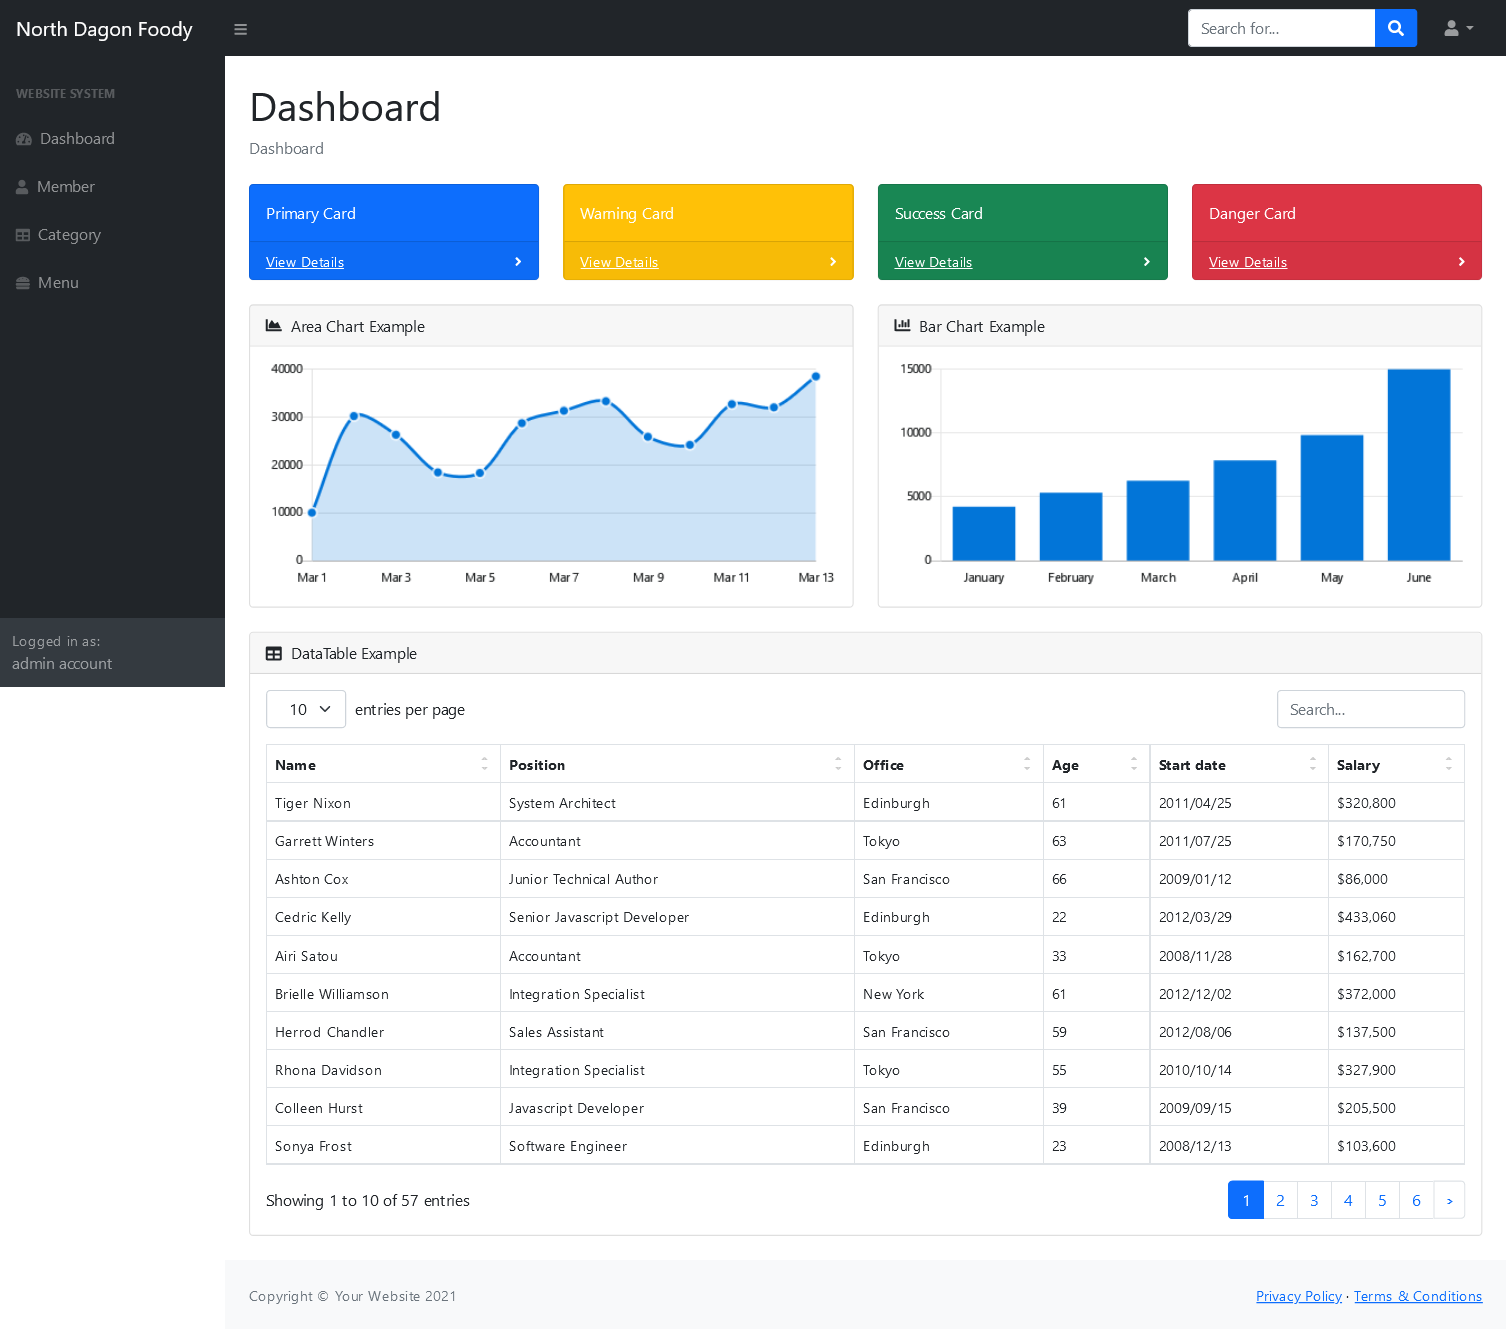 North Dagon Foody
Search for...
WEBSITE SYSTEM
Dashboard
Member
Category
Menu
Logged in as:
admin account
Dashboard
Dashboard
Primary Card
View Details
Warning Card
View Details
Success Card
View Details
Danger Card
View Details
Area Chart Example
40000
30000
20000
10000
0
Mar 1 Mar 3 Mar 5 Mar 7 Mar 9 Mar 11 Mar 13
Bar Chart Example
15000
10000
5000
0
January February March April May June
DataTable Example
10 entries per page
Search...
Name Position Office Age Start date Salary
Tiger Nixon System Architect Edinburgh 61 2011/04/25 $320,800
Garrett Winters Accountant Tokyo 63 2011/07/25 $170,750
Ashton Cox Junior Technical Author San Francisco 66 2009/01/12 $86,000
Cedric Kelly Senior Javascript Developer Edinburgh 22 2012/03/29 $433,060
Airi Satou Accountant Tokyo 33 2008/11/28 $162,700
Brielle Williamson Integration Specialist New York 61 2012/12/02 $372,000
Herrod Chandler Sales Assistant San Francisco 59 2012/08/06 $137,500
Rhona Davidson Integration Specialist Tokyo 55 2010/10/14 $327,900
Colleen Hurst Javascript Developer San Francisco 39 2009/09/15 $205,500
Sonya Frost Software Engineer Edinburgh 23 2008/12/13 $103,600
Showing 1 to 10 of 57 entries
1 2 3 4 5 6 ›
Copyright © Your Website 2021
Privacy Policy · Terms & Conditions